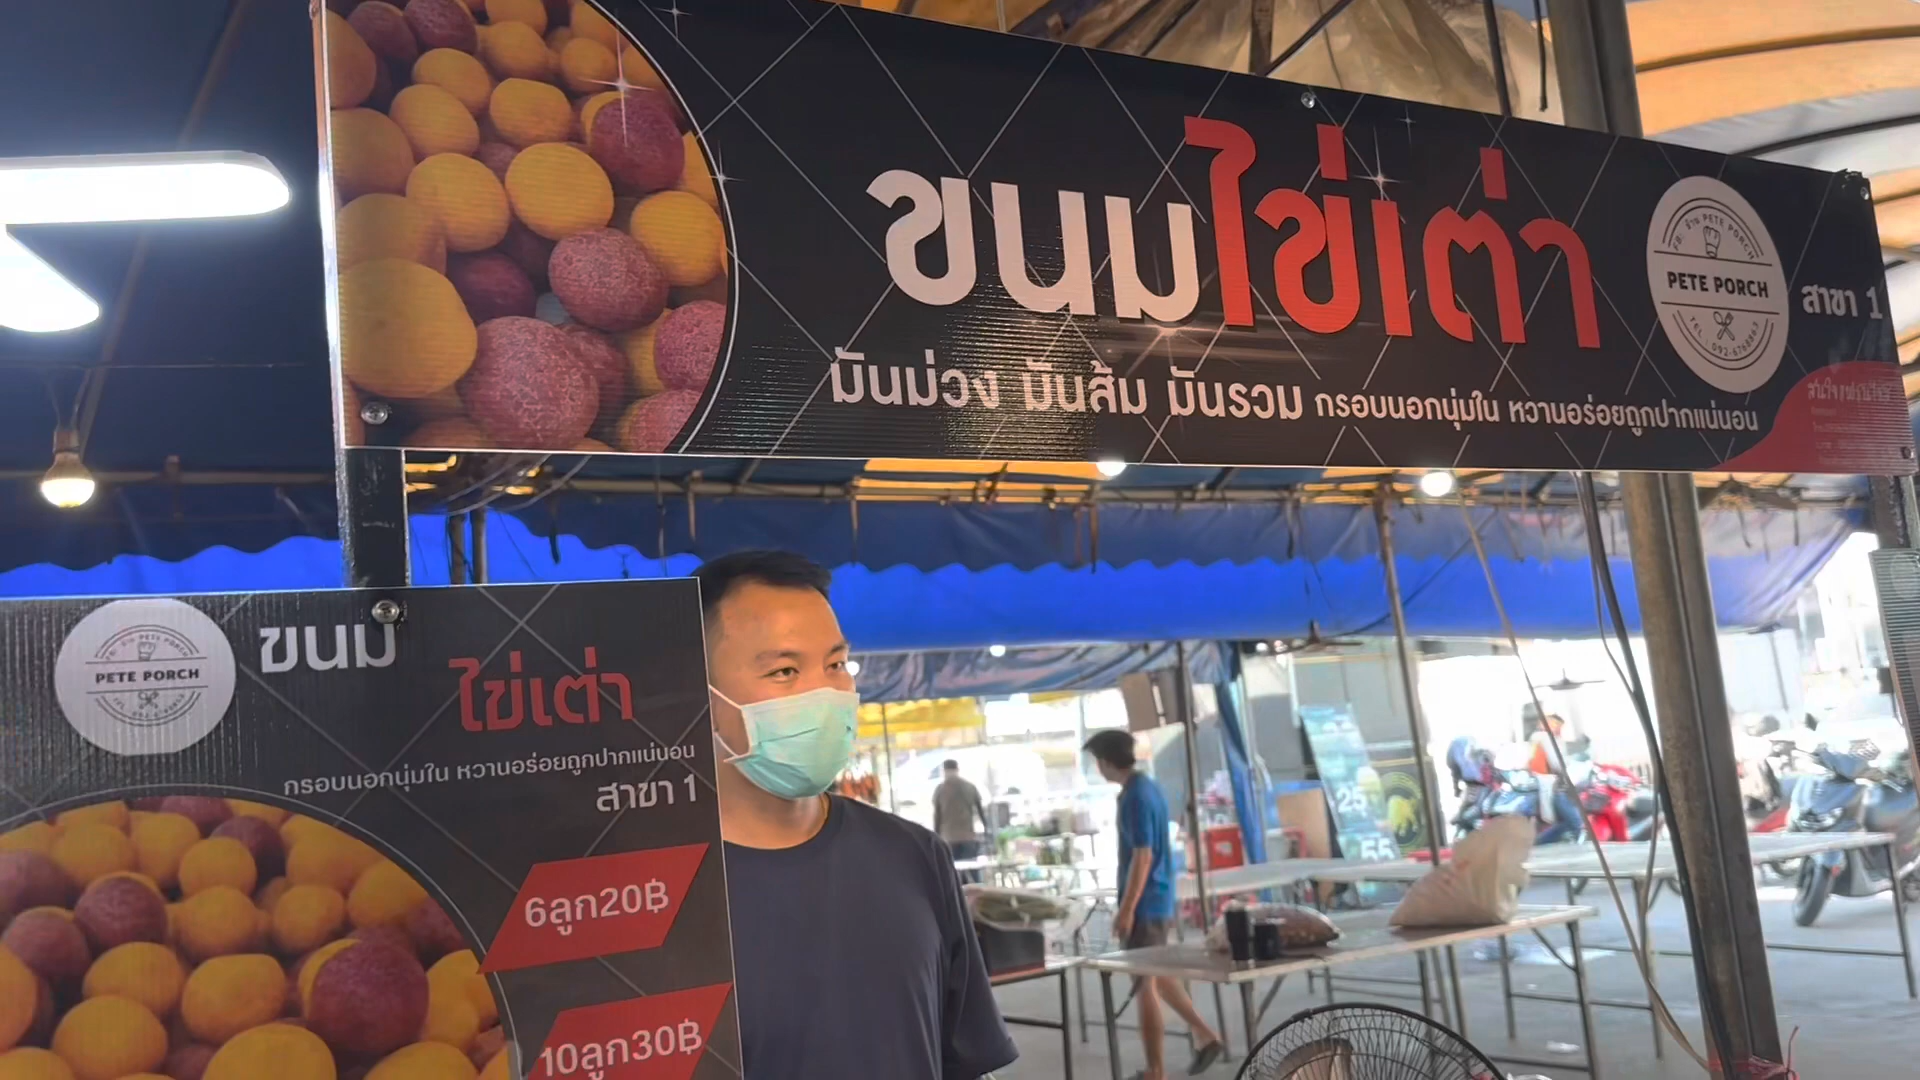 ขนมไข่เต่า
PETE PORCH
TEL : 092-6768863
สาขา 1
มันม่วง มันส้ม มันรวม กรอบนอกนุ่มใน หวานอร่อยถูกปากแน่นอน
PETE PORCH
ขนม
ไข่เต่า
กรอบนอกนุ่มใน หวานอร่อยถูกปากแน่นอน
สาขา 1
6ลูก20฿
10ลูก30฿
25
55